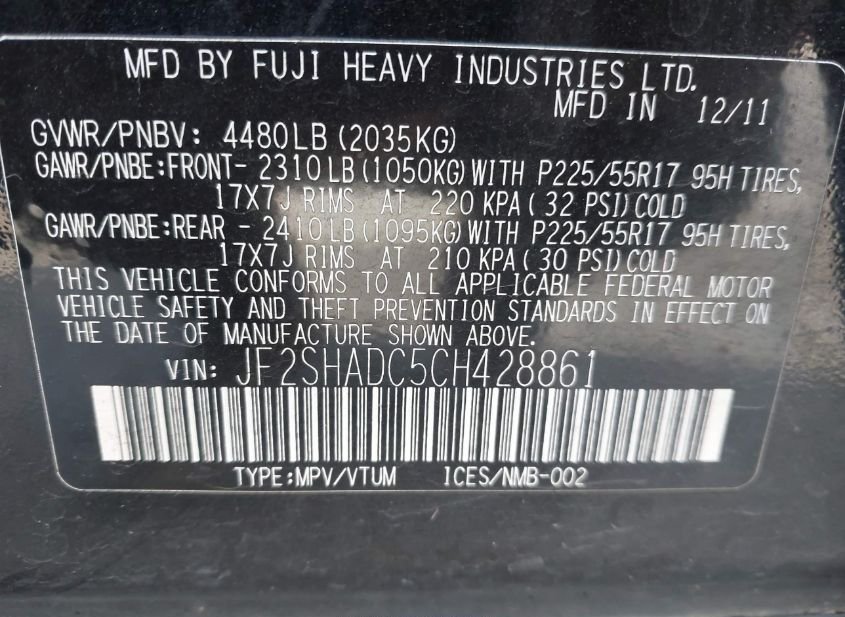 MFD BY FUJI HEAVY INDUSTRIES LTD.
MFD IN 12/11
GVWR/PNBV: 4480LB (2035KG)
GAWR/PNBE:FRONT- 2310LB (1050KG) WITH P225/55R17 95H TIRES,
17X7J RIMS AT 220 KPA ( 32 PSI) COLD
GAWR/PNBE:REAR - 2410LB (1095KG) WITH P225/55R17 95H TIRES,
17X7J RIMS AT 210 KPA ( 30 PSI) COLD
THIS VEHICLE CONFORMS TO ALL APPLICABLE FEDERAL MOTOR
VEHICLE SAFETY AND THEFT PREVENTION STANDARDS IN EFFECT ON
THE DATE OF MANUFACTURE SHOWN ABOVE.
VIN: JF2SHADC5CH428861
TYPE:MPV/VTUM ICES/NMB-002